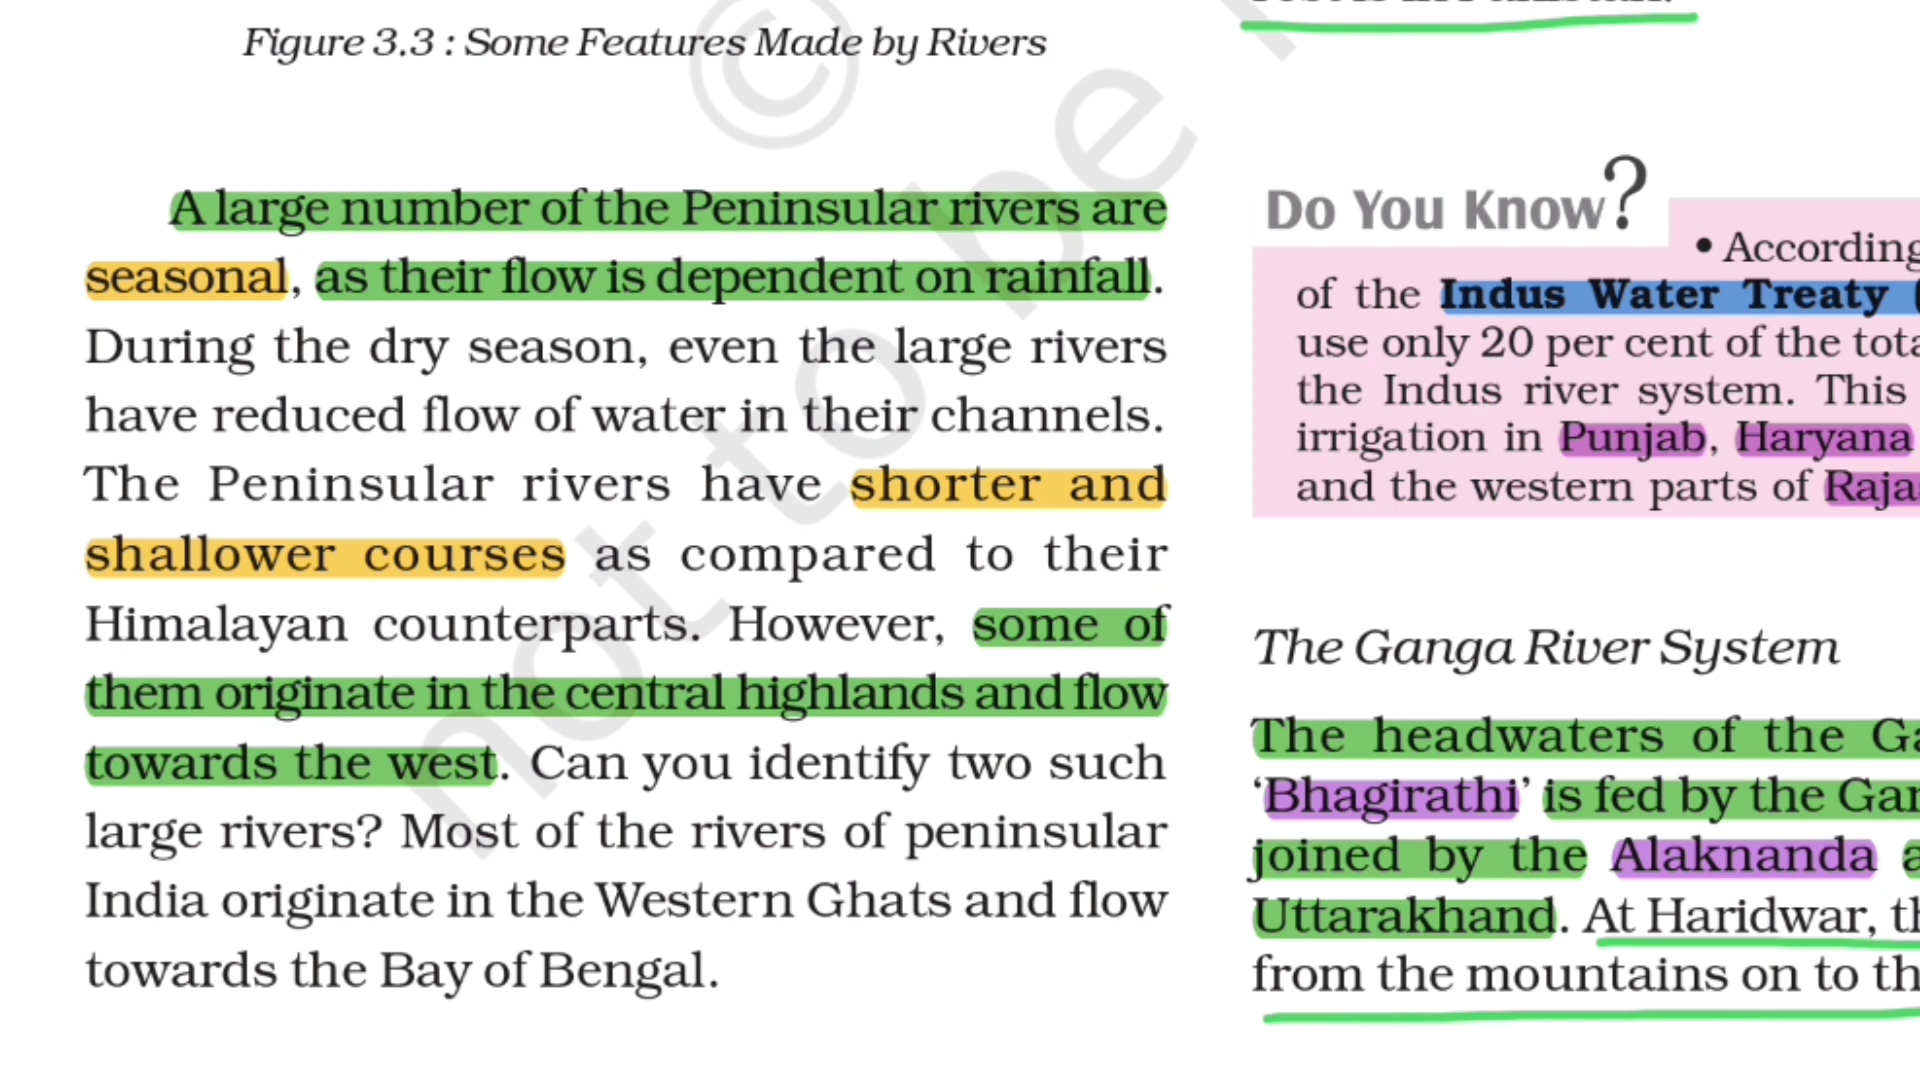 Figure 3.3 : Some Features Made by Rivers
A large number of the Peninsular rivers are
seasonal, as their flow is dependent on rainfall.
During the dry season, even the large rivers
have reduced flow of water in their channels.
The Peninsular rivers have shorter and
shallower courses as compared to their
Himalayan counterparts. However, some of
them originate in the central highlands and flow
towards the west. Can you identify two such
large rivers? Most of the rivers of peninsular
India originate in the Western Ghats and flow
towards the Bay of Bengal.
©
not to be
Do You Know?
• According
of the Indus Water Treaty (
use only 20 per cent of the
the Indus river system. This
irrigation in Punjab, Haryana
and the western parts of
The Ganga River System
The headwaters of the
‘Bhagirathi’ is fed by the
joined by the Alaknanda
Uttarakhand. At Haridwar,
from the mountains on to